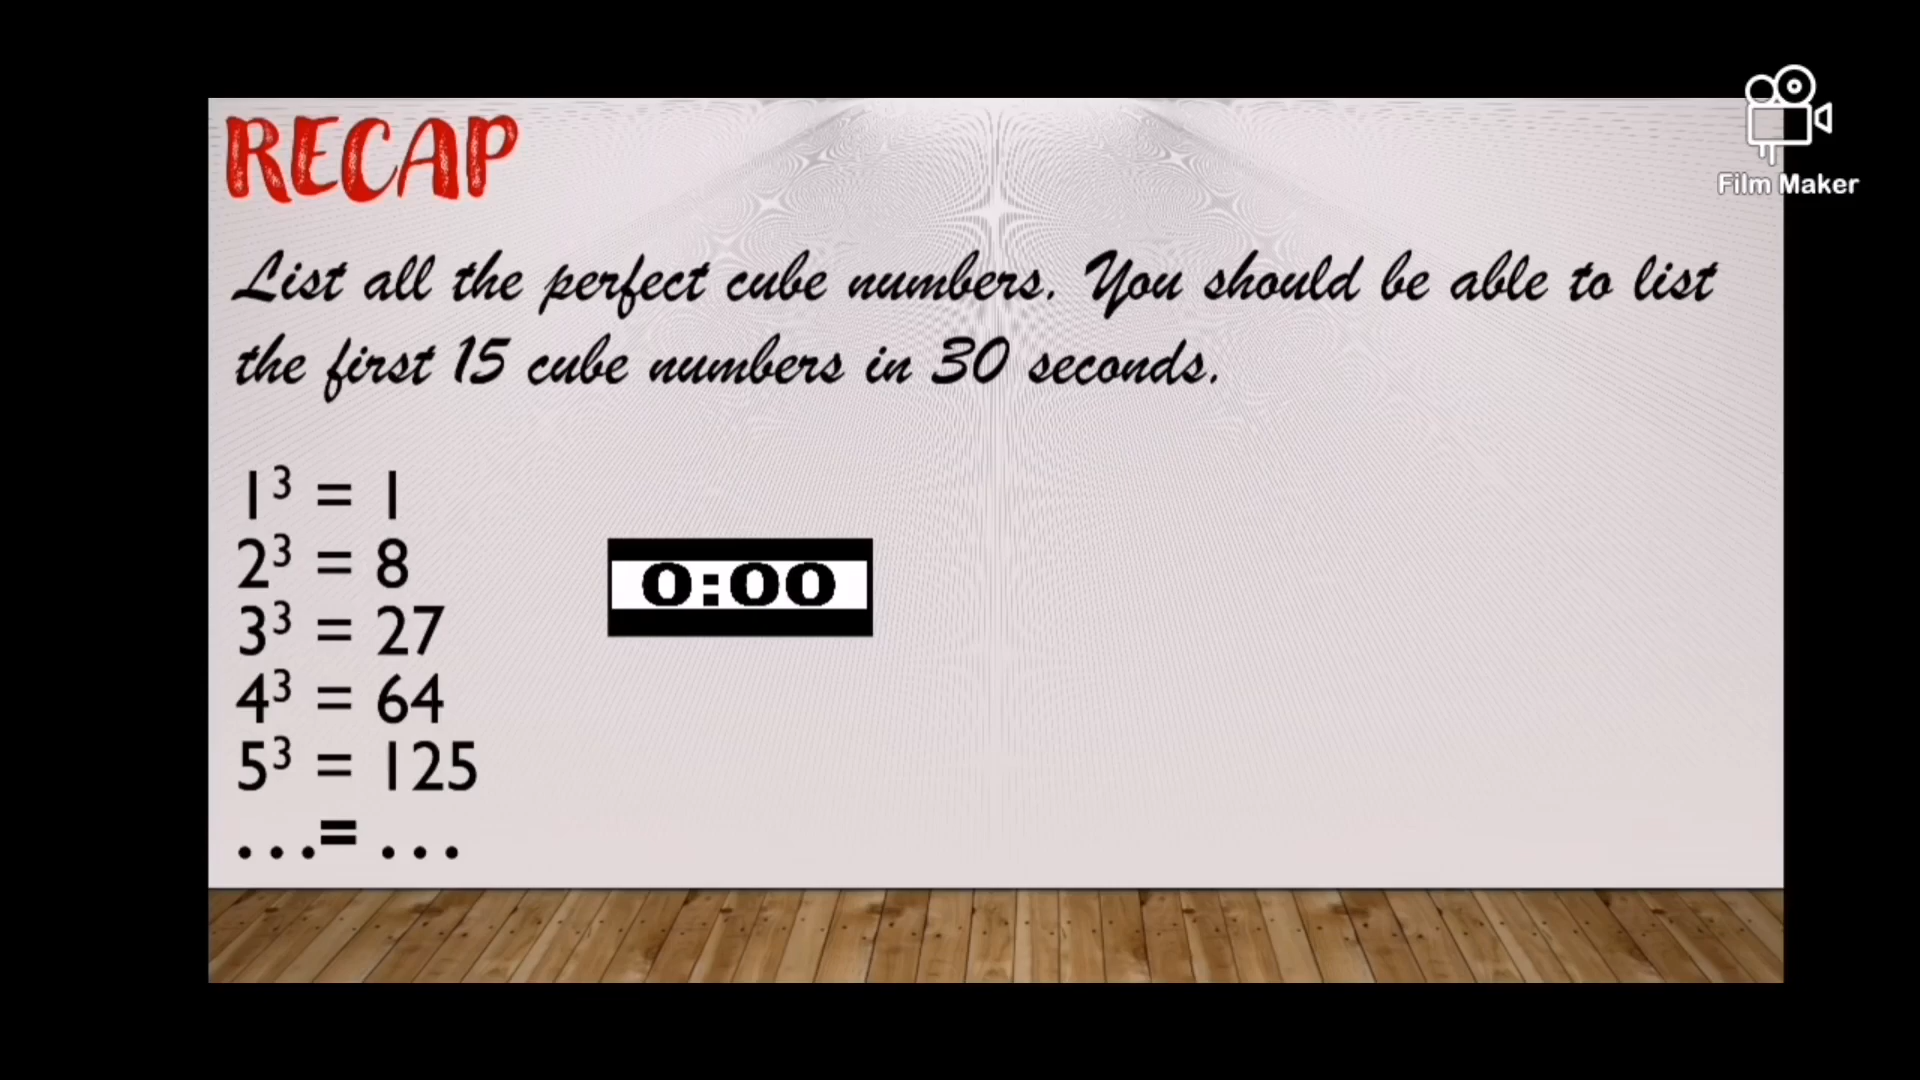 RECAP
Film Maker
List all the perfect cube numbers. You should be able to list
the first 15 cube numbers in 30 seconds.
1³ = 1
2³ = 8
0:00
3³ = 27
4³ = 64
5³ = 125
...= ...